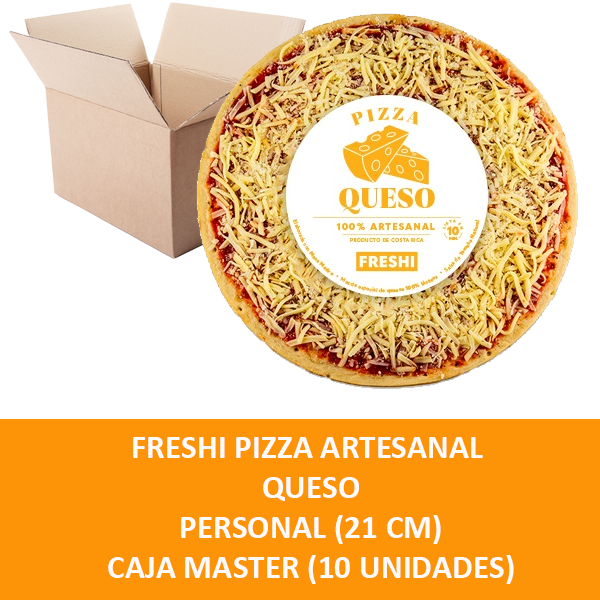 PIZZA
QUESO
100% ARTESANAL
PRODUCTO DE COSTA RICA
10
FRESHI
FRESHI PIZZA ARTESANAL
QUESO
PERSONAL (21 CM)
CAJA MASTER (10 UNIDADES)